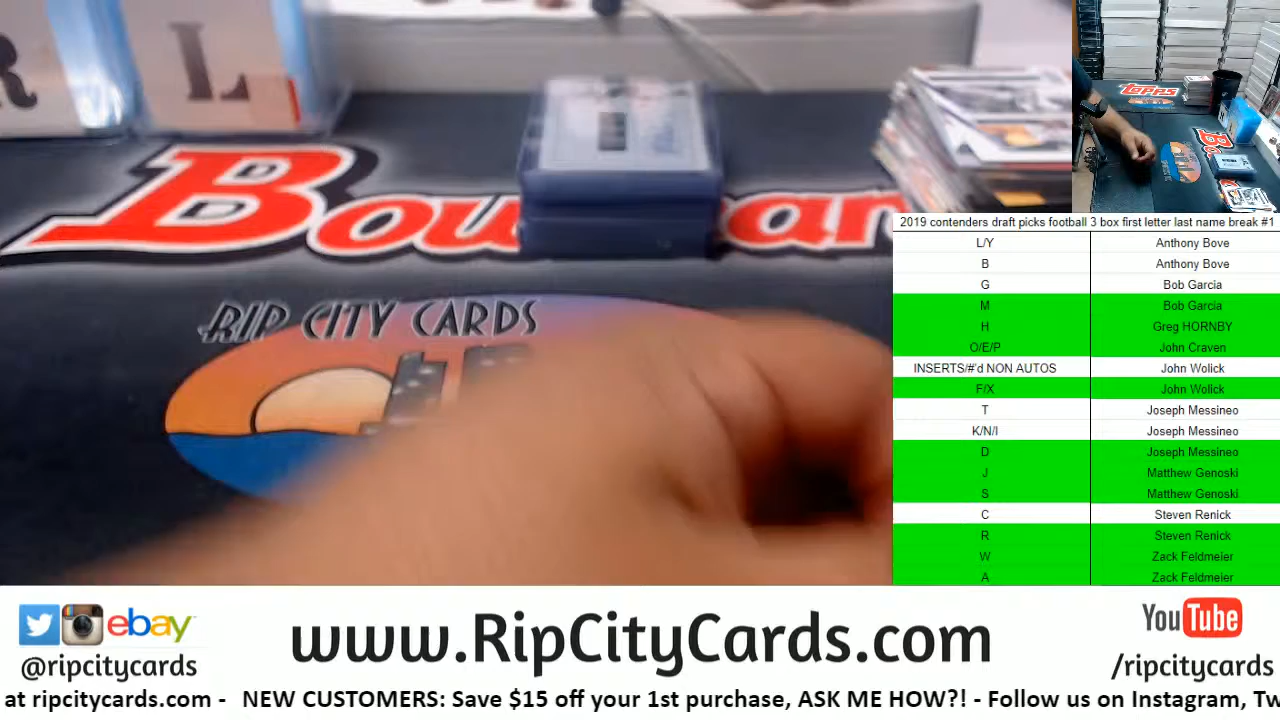 R L
Bowman
RIP CITY CARDS
TOPPS
2019 contenders draft picks football 3 box first letter last name break #1
L/Y Anthony Bove
B Anthony Bove
G Bob Garcia
M Bob Garcia
H Greg HORNBY
O/E/P John Craven
INSERTS/#'d NON AUTOS John Wolick
F/X John Wolick
T Joseph Messineo
K/N/I Joseph Messineo
D Joseph Messineo
J Matthew Genoski
S Matthew Genoski
C Steven Renick
R Steven Renick
W Zack Feldmeier
A Zack Feldmeier
ebay
@ripcitycards
www.RipCityCards.com
YouTube
/ripcitycards
at ripcitycards.com - NEW CUSTOMERS: Save $15 off your 1st purchase, ASK ME HOW?! - Follow us on Instagram, Tw